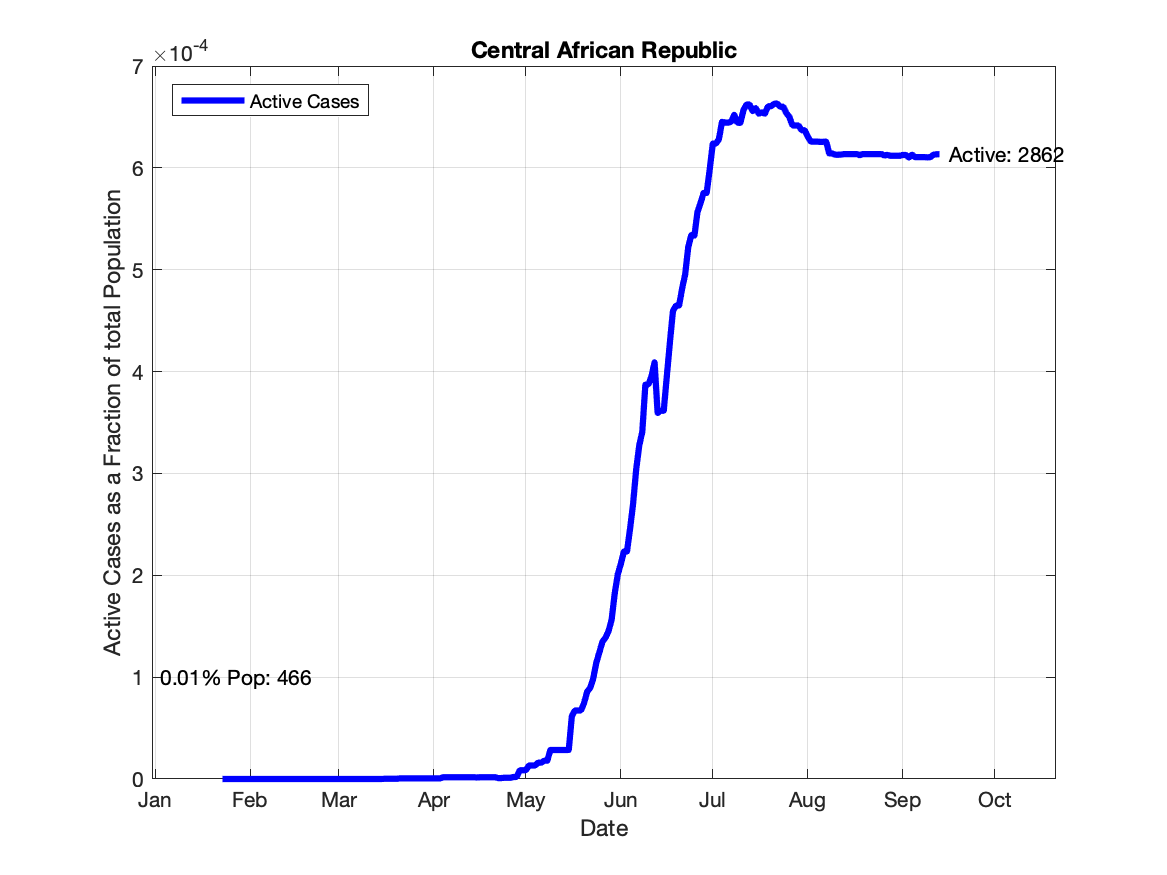 Central African Republic
×10-4
Active Cases
7
6
5
4
3
2
1
0
Active Cases as a Fraction of total Population
0.01% Pop: 466
Active: 2862
Jan Feb Mar Apr May Jun Jul Aug Sep Oct
Date